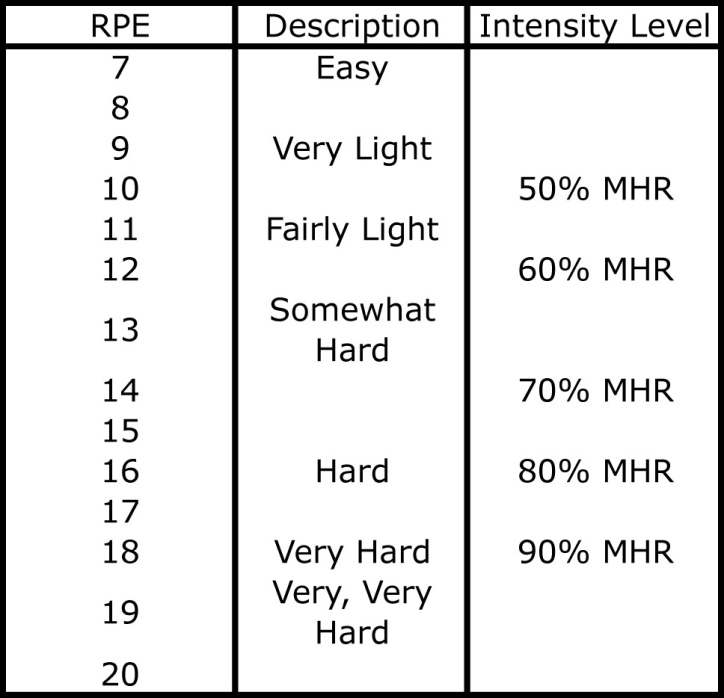 RPE Description Intensity Level
7 Easy
8
9 Very Light
10 50% MHR
11 Fairly Light
12 60% MHR
13 Somewhat
Hard
14 70% MHR
15
16 Hard 80% MHR
17
18 Very Hard 90% MHR
19 Very, Very
Hard
20